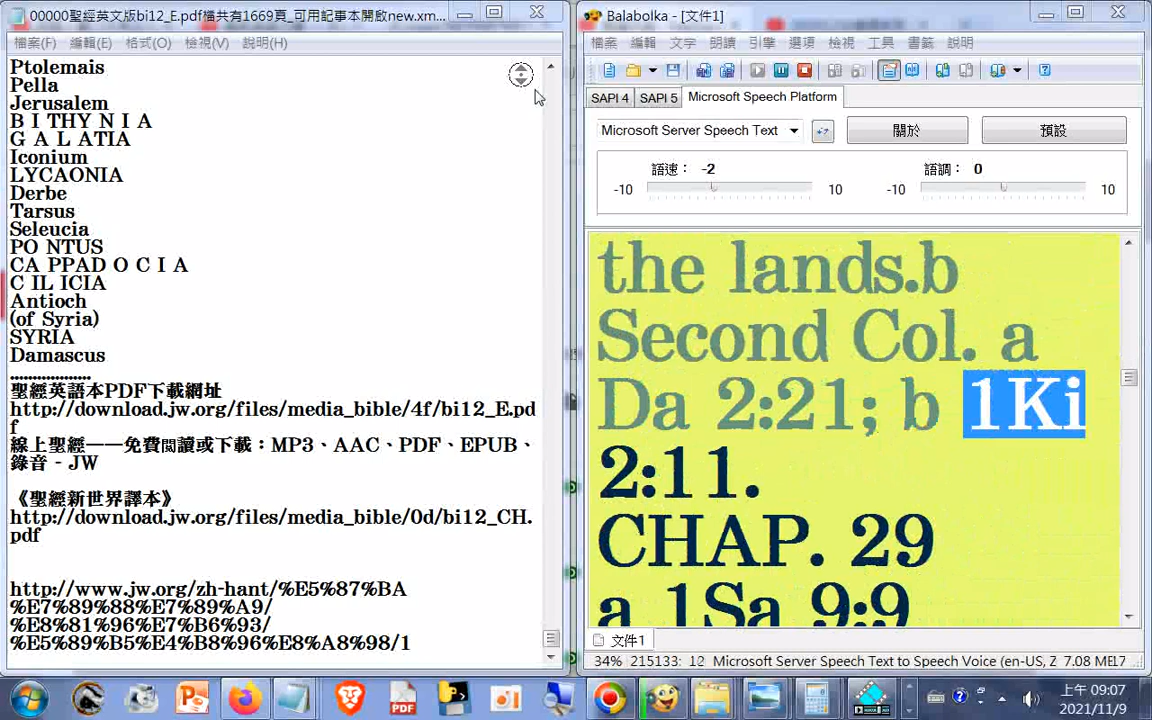 00000聖經英文版bi12_E.pdf檔共有1669頁_可用記事本開啟new.xm...
檔案(F) 編輯(E) 格式(O) 檢視(V) 說明(H)
Ptolemais
Pella
Jerusalem
B I THY N I A
G A L ATIA
Iconium
LYCAONIA
Derbe
Tarsus
Seleucia
PO NTUS
CA PPAD O C I A
C IL ICIA
Antioch
(of Syria)
SYRIA
Damascus
..................
聖經英語本PDF下載網址
http://download.jw.org/files/media_bible/4f/bi12_E.pd
f
線上聖經——免費閱讀或下載：MP3、AAC、PDF、EPUB、
錄音 - JW
《聖經新世界譯本》
http://download.jw.org/files/media_bible/0d/bi12_CH.
pdf
http://www.jw.org/zh-hant/%E5%87%BA
%E7%89%88%E7%89%A9/
%E8%81%96%E7%B6%93/
%E5%89%B5%E4%B8%96%E8%A8%98/1
Balabolka - [文件1]
檔案 編輯 文字 朗讀 引擎 選項 檢視 工具 書籤 說明
SAPI 4 SAPI 5 Microsoft Speech Platform
Microsoft Server Speech Text 關於 預設
語速： -2 語調： 0
-10 10 -10 10
the lands.b
Second Col. a
Da 2:21; b 1Ki
2:11.
CHAP. 29
a 1Sa 9:9
文件1
34% 215133: 12 Microsoft Server Speech Text to Speech Voice (en-US, Z 7.08 ME17
PDF
上午 09:07
2021/11/9